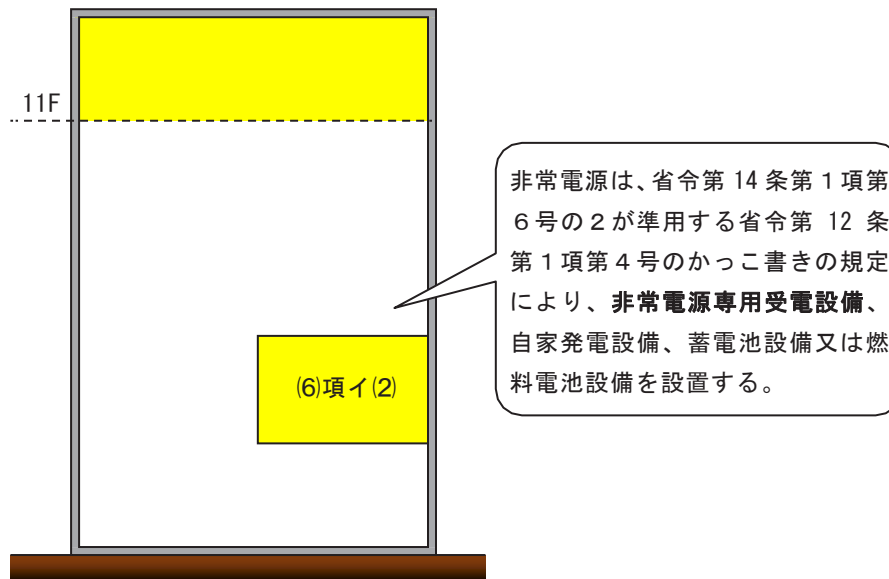 11F
非常電源は、省令第 14 条第１項第
６号の２が準用する省令第 12 条
第１項第４号のかっこ書きの規定
により、非常電源専用受電設備、
自家発電設備、蓄電池設備又は燃
料電池設備を設置する。
⑹項イ⑵